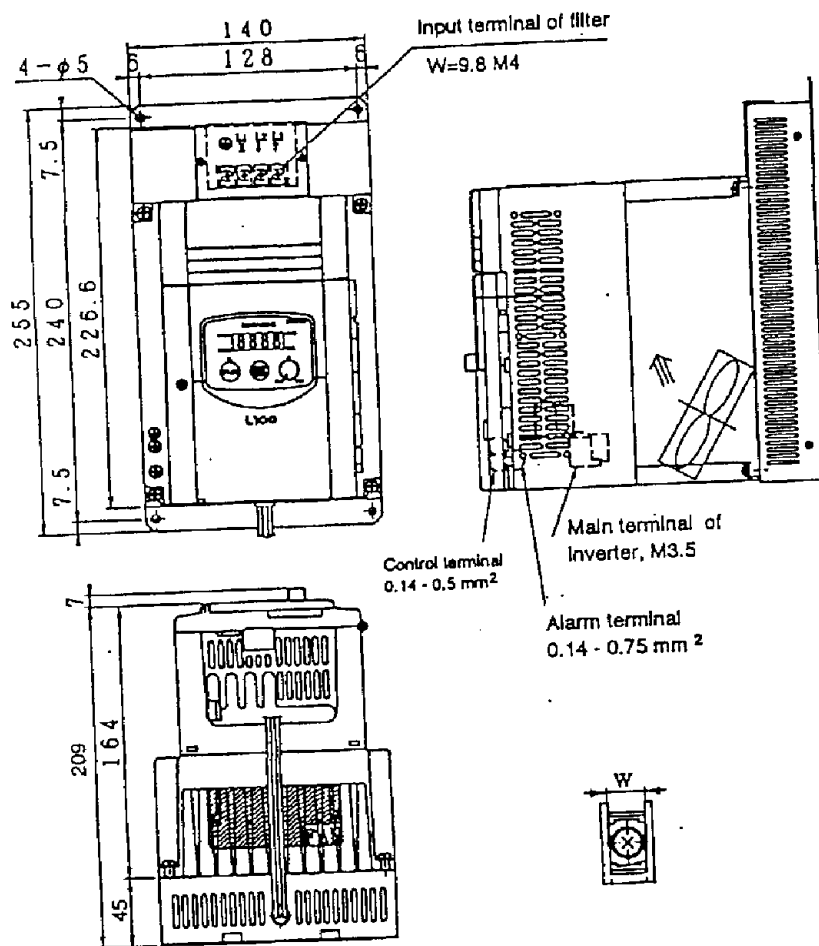 140
Input terminal of filter
W=9.8 M4
4-φ5
6
128
6
7.5
255
240
226.6
8888
L100
7.5
Control terminal
0.14 - 0.5 mm²
Main terminal of
Inverter, M3.5
Alarm terminal
0.14 - 0.75 mm²
7
209
164
45
W